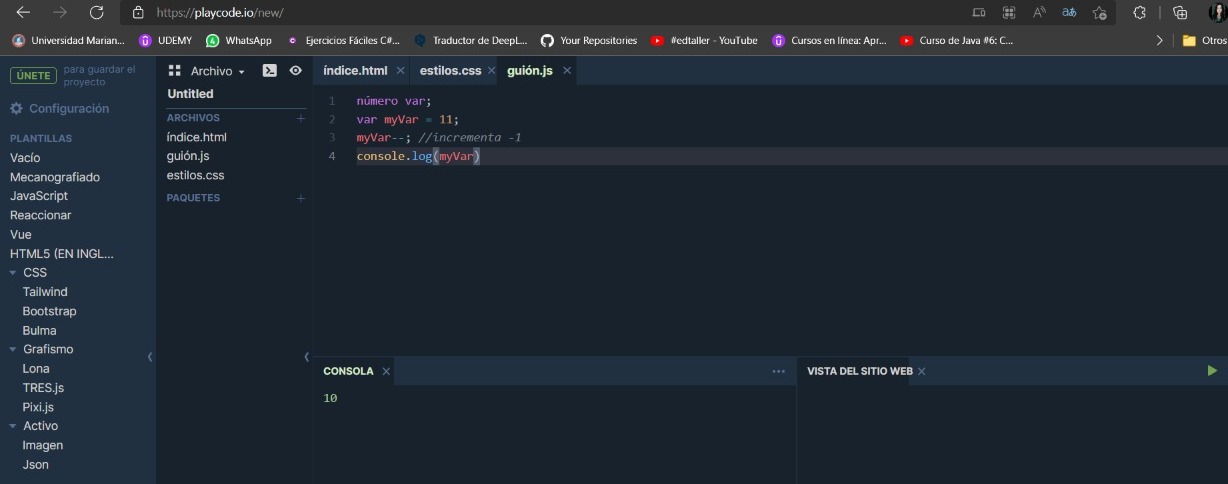 https://playcode.io/new/
Universidad Marian...
UDEMY
WhatsApp
Ejercicios Fáciles C#...
Traductor de DeepL...
Your Repositories
#edtaller - YouTube
Cursos en línea: Apr...
Curso de Java #6: C...
Otros
ÚNETE
para guardar el
proyecto
Configuración
PLANTILLAS
Vacío
Mecanografiado
JavaScript
Reaccionar
Vue
HTML5 (EN INGL...
CSS
Tailwind
Bootstrap
Bulma
Grafismo
Lona
TRES.js
Pixi.js
Activo
Imagen
Json
Archivo
Untitled
ARCHIVOS +
índice.html
guión.js
estilos.css
PAQUETES +
índice.html ×
estilos.css ×
guión.js ×
1 número var;
2 var myVar = 11;
3 myVar--; //incrementa -1
4 console.log(myVar)
CONSOLA × ...
10
VISTA DEL SITIO WEB ×